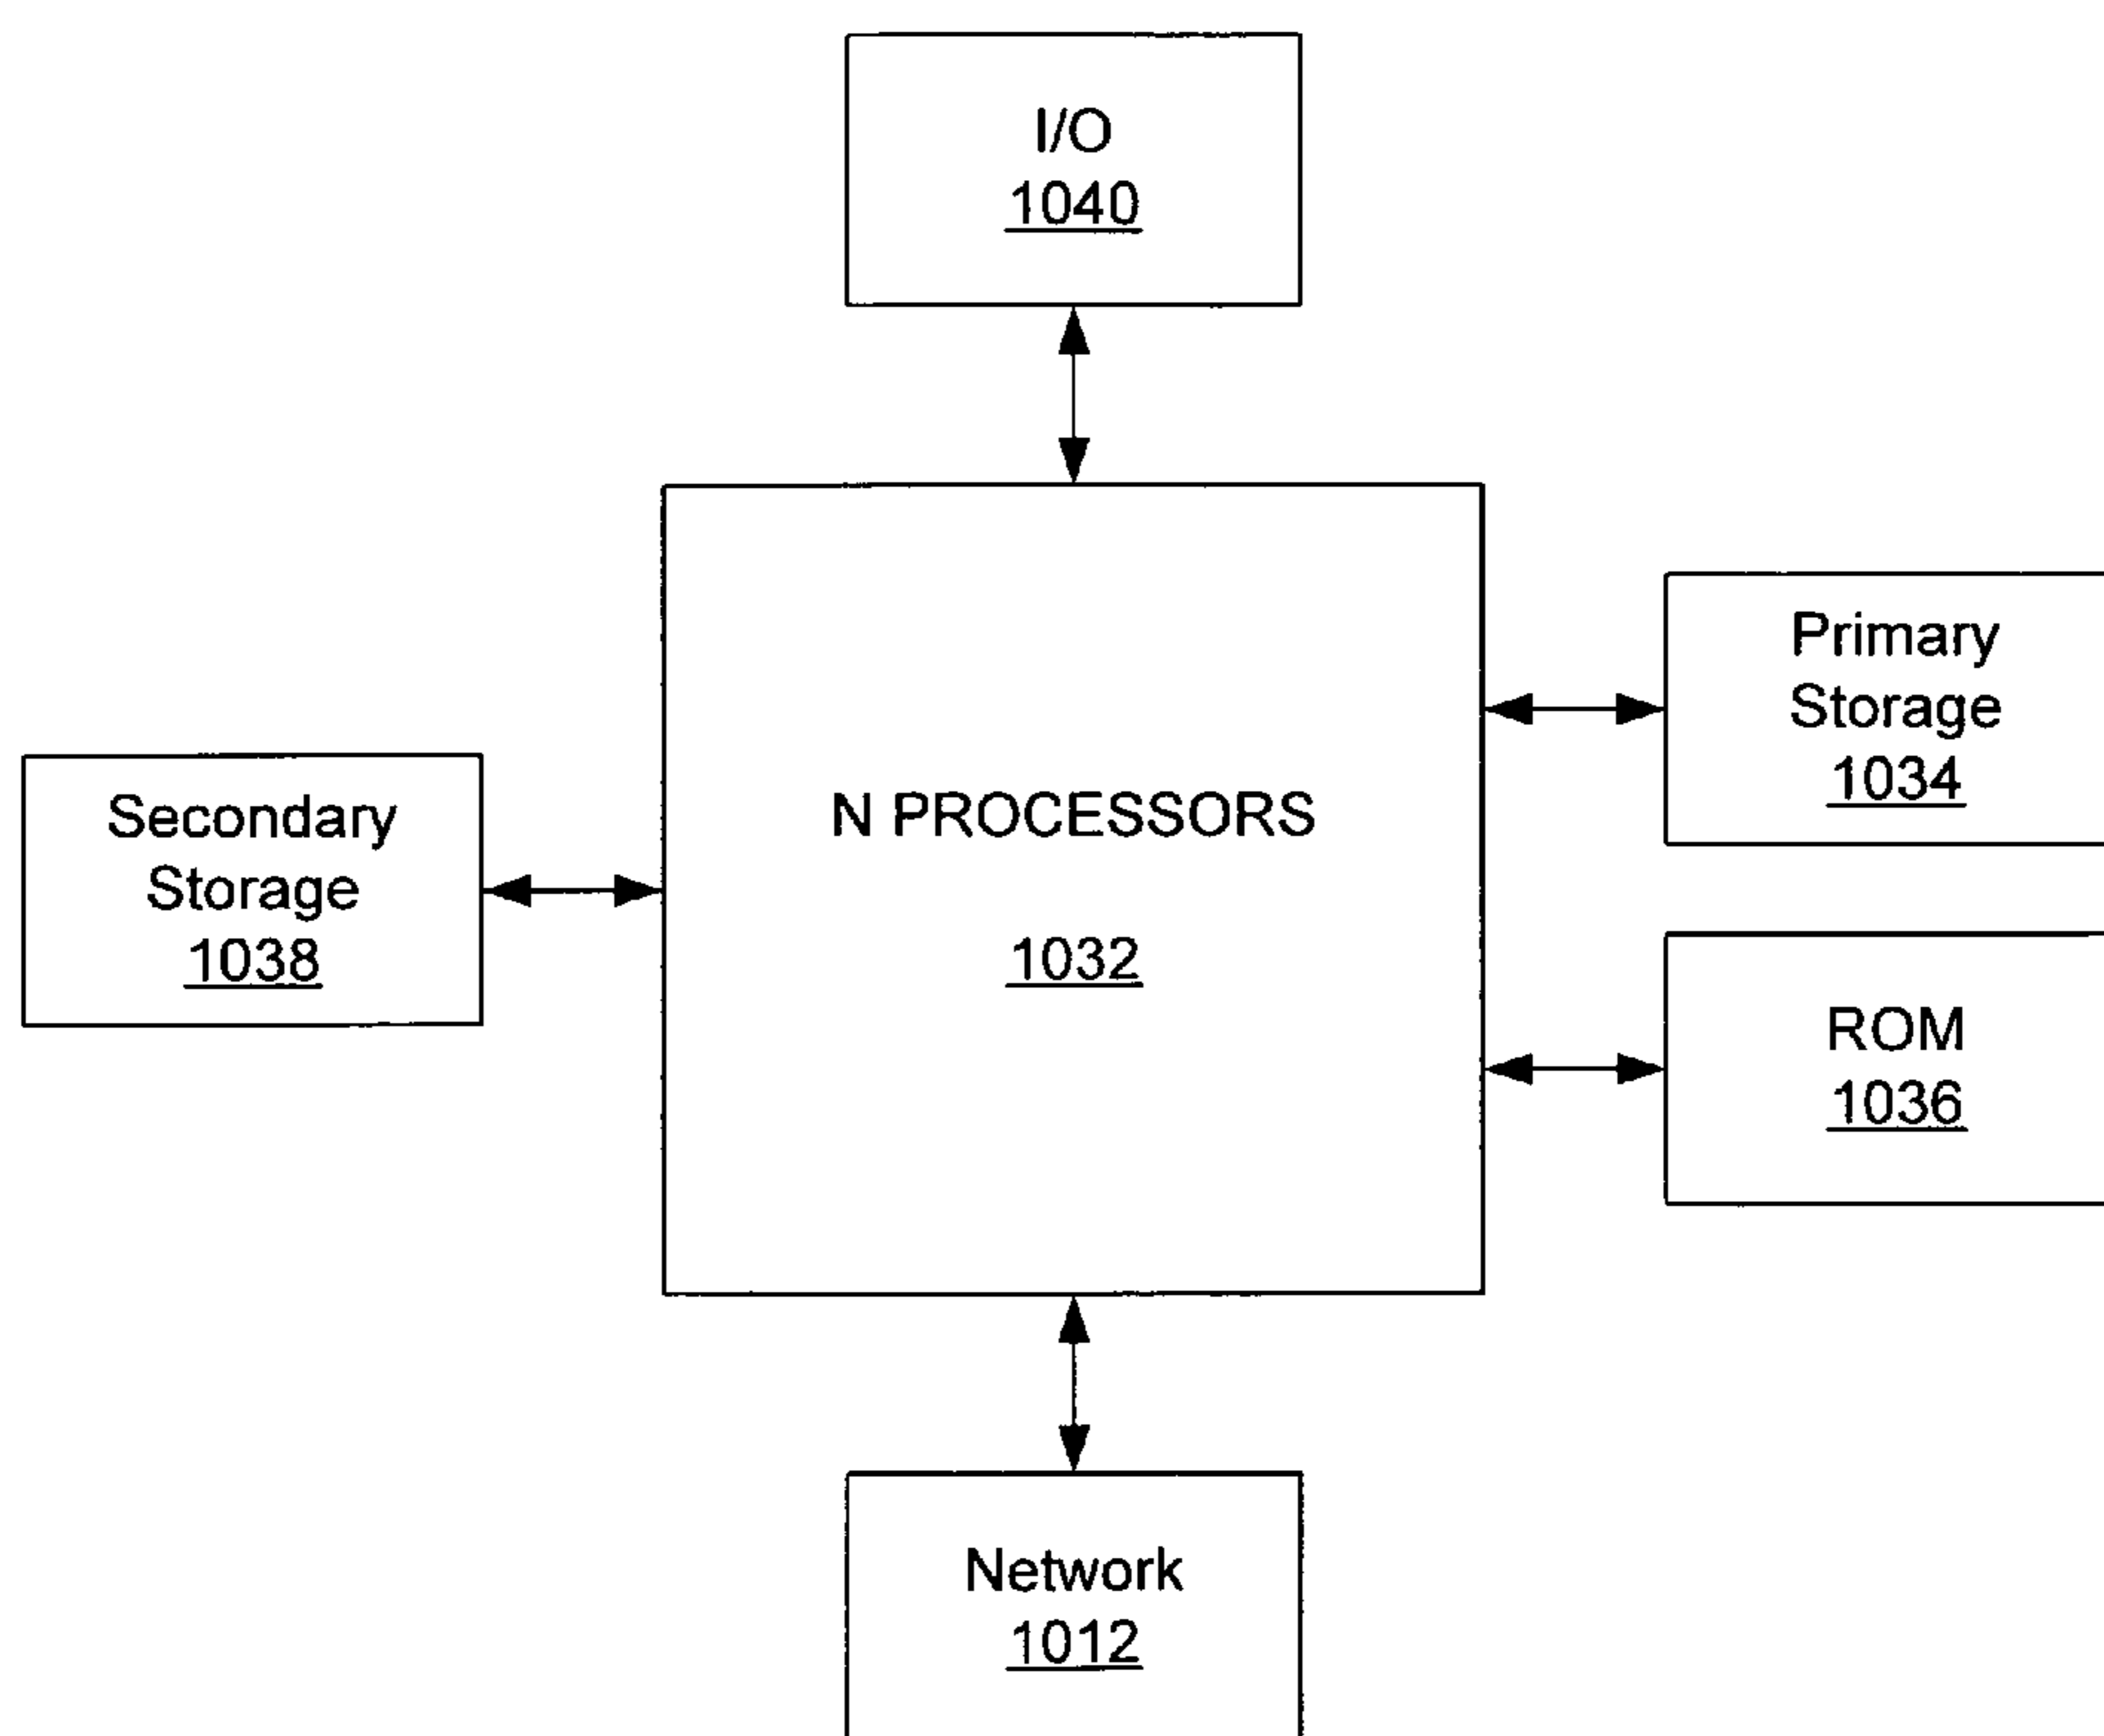 I/O
1040
Primary
Storage
1034
N PROCESSORS
1032
Secondary
Storage
1038
ROM
1036
Network
1012